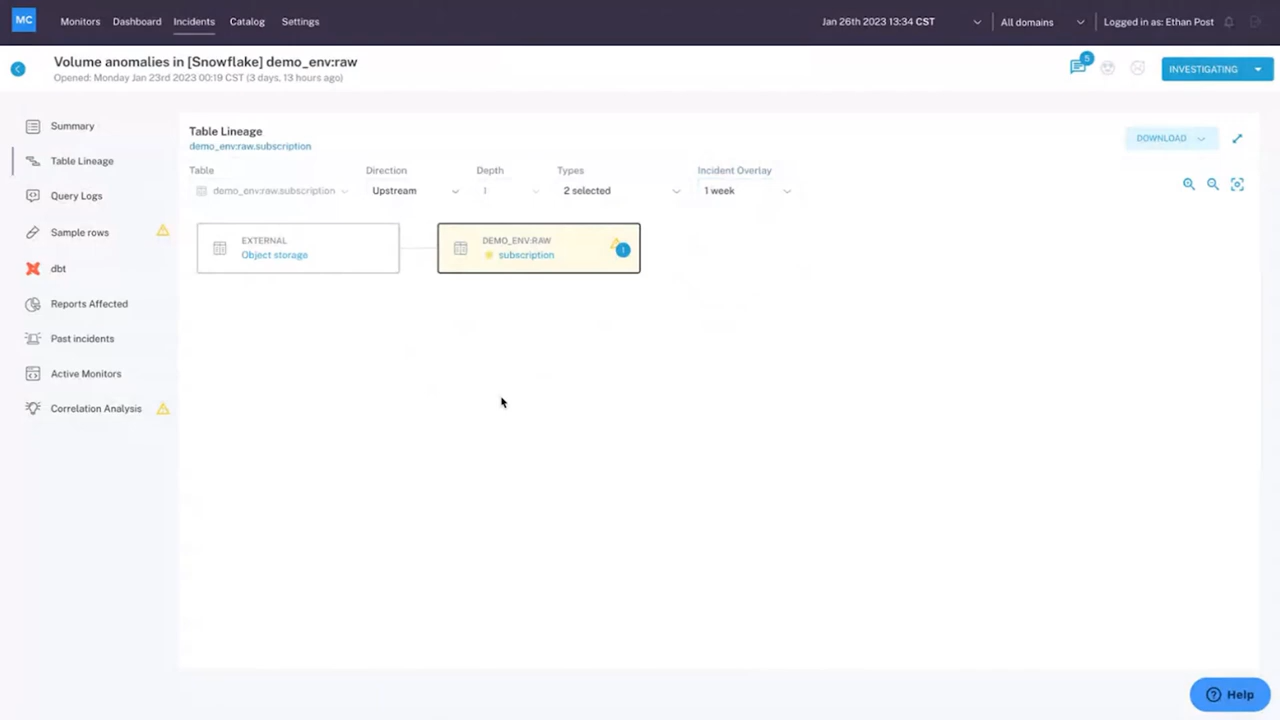 MC Monitors Dashboard Incidents Catalog Settings Jan 26th 2023 13:34 CST All domains Logged in as: Ethan Post
Volume anomalies in [Snowflake] demo_env:raw
Opened: Monday Jan 23rd 2023 00:19 CST (3 days, 13 hours ago)
5
INVESTIGATING
Summary
Table Lineage
Query Logs
Sample rows
dbt
Reports Affected
Past incidents
Active Monitors
Correlation Analysis
Table Lineage
demo_env:raw.subscription
DOWNLOAD
Table Direction Depth Types Incident Overlay
demo_env:raw.subscription Upstream 1 2 selected 1 week
EXTERNAL
Object storage
DEMO_ENV:RAW
subscription
1
Help